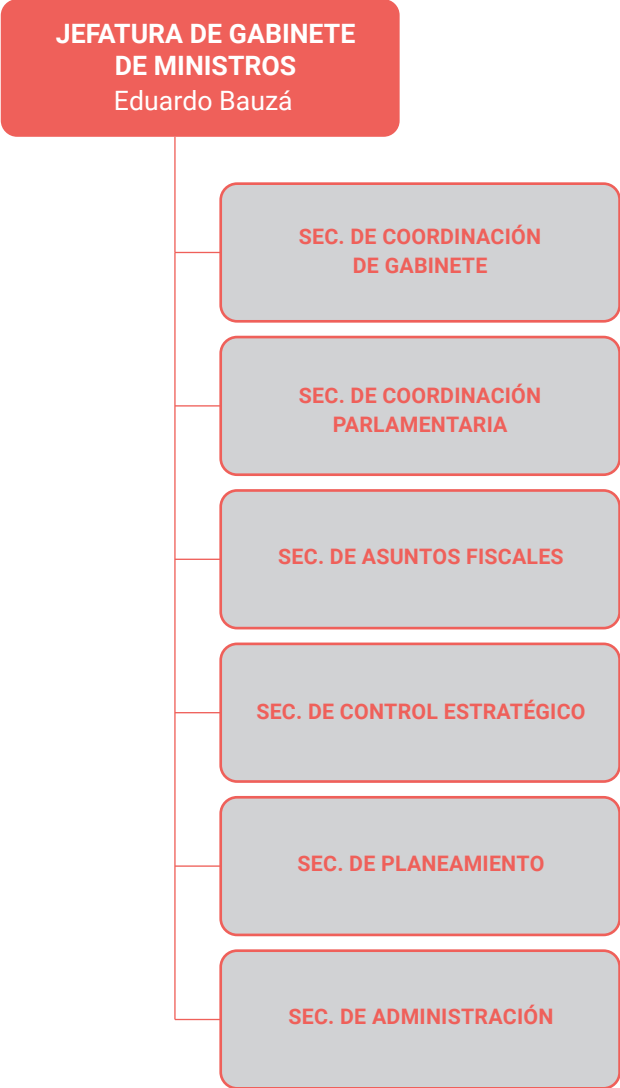 JEFATURA DE GABINETE
DE MINISTROS
Eduardo Bauzá
SEC. DE COORDINACIÓN
DE GABINETE
SEC. DE COORDINACIÓN
PARLAMENTARIA
SEC. DE ASUNTOS FISCALES
SEC. DE CONTROL ESTRATÉGICO
SEC. DE PLANEAMIENTO
SEC. DE ADMINISTRACIÓN